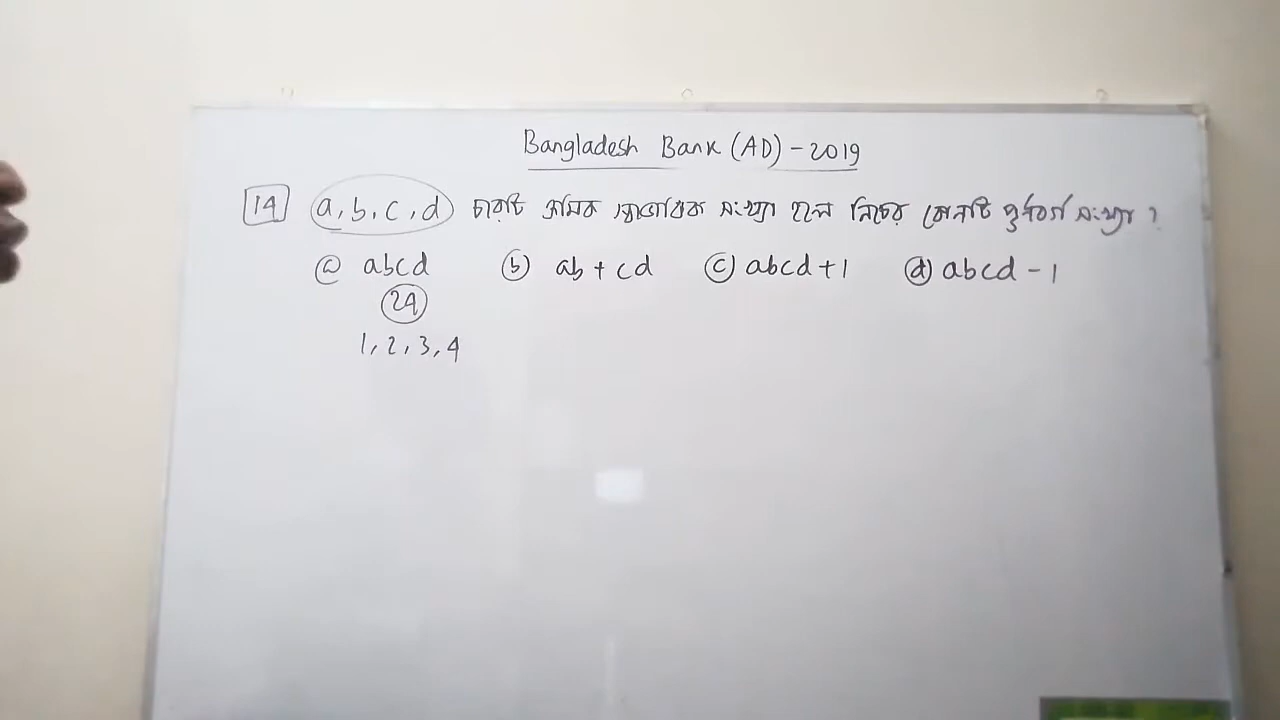 Bangladesh Bank (AD) - 2019
14 a, b, c, d চারটি ক্রমিক স্বাভাবিক সংখ্যা হলে নিচের কোনটি পূর্ণবর্গ সংখ্যা ?
(a) abcd (b) ab + cd (c) abcd + 1 (d) abcd - 1
24
1, 2, 3, 4